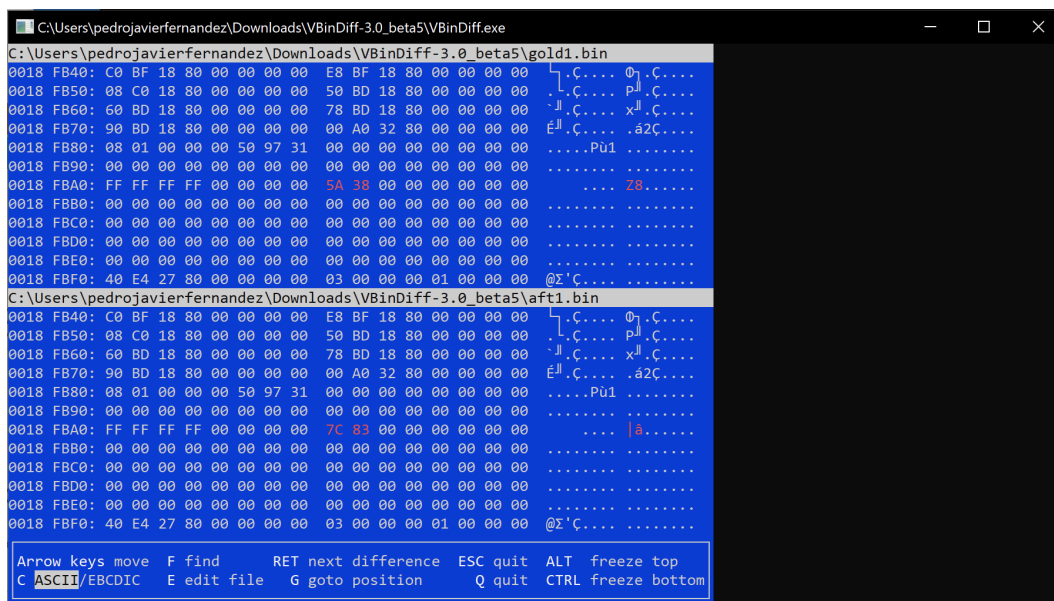 C:\Users\pedrojavierfernandez\Downloads\VBinDiff-3.0_beta5\VBinDiff.exe
C:\Users\pedrojavierfernandez\Downloads\VBinDiff-3.0_beta5\gold1.bin
0018 FB40: C0 BF 18 80 00 00 00 00 E8 BF 18 80 00 00 00 00 └┐.Ç.... Φ┐.Ç....
0018 FB50: 08 C0 18 80 00 00 00 00 50 BD 18 80 00 00 00 00 .└.Ç.... P╜.Ç....
0018 FB60: 60 BD 18 80 00 00 00 00 78 BD 18 80 00 00 00 00 `╜.Ç.... x╜.Ç....
0018 FB70: 90 BD 18 80 00 00 00 00 00 A0 32 80 00 00 00 00 É╜.Ç.... .á2Ç....
0018 FB80: 08 01 00 00 00 50 97 31 00 00 00 00 00 00 00 00 .....Pù1 ........
0018 FB90: 00 00 00 00 00 00 00 00 00 00 00 00 00 00 00 00 ........ ........
0018 FBA0: FF FF FF FF 00 00 00 00 5A 38 00 00 00 00 00 00 .... Z8......
0018 FBB0: 00 00 00 00 00 00 00 00 00 00 00 00 00 00 00 00 ........ ........
0018 FBC0: 00 00 00 00 00 00 00 00 00 00 00 00 00 00 00 00 ........ ........
0018 FBD0: 00 00 00 00 00 00 00 00 00 00 00 00 00 00 00 00 ........ ........
0018 FBE0: 00 00 00 00 00 00 00 00 00 00 00 00 00 00 00 00 ........ ........
0018 FBF0: 40 E4 27 80 00 00 00 00 03 00 00 00 01 00 00 00 @Σ'Ç.... ........
C:\Users\pedrojavierfernandez\Downloads\VBinDiff-3.0_beta5\aft1.bin
0018 FB40: C0 BF 18 80 00 00 00 00 E8 BF 18 80 00 00 00 00 └┐.Ç.... Φ┐.Ç....
0018 FB50: 08 C0 18 80 00 00 00 00 50 BD 18 80 00 00 00 00 .└.Ç.... P╜.Ç....
0018 FB60: 60 BD 18 80 00 00 00 00 78 BD 18 80 00 00 00 00 `╜.Ç.... x╜.Ç....
0018 FB70: 90 BD 18 80 00 00 00 00 00 A0 32 80 00 00 00 00 É╜.Ç.... .á2Ç....
0018 FB80: 08 01 00 00 00 50 97 31 00 00 00 00 00 00 00 00 .....Pù1 ........
0018 FB90: 00 00 00 00 00 00 00 00 00 00 00 00 00 00 00 00 ........ ........
0018 FBA0: FF FF FF FF 00 00 00 00 7C 83 00 00 00 00 00 00 .... |â......
0018 FBB0: 00 00 00 00 00 00 00 00 00 00 00 00 00 00 00 00 ........ ........
0018 FBC0: 00 00 00 00 00 00 00 00 00 00 00 00 00 00 00 00 ........ ........
0018 FBD0: 00 00 00 00 00 00 00 00 00 00 00 00 00 00 00 00 ........ ........
0018 FBE0: 00 00 00 00 00 00 00 00 00 00 00 00 00 00 00 00 ........ ........
0018 FBF0: 40 E4 27 80 00 00 00 00 03 00 00 00 01 00 00 00 @Σ'Ç.... ........
Arrow keys move F find RET next difference ESC quit ALT freeze top
C ASCII/EBCDIC E edit file G goto position Q quit CTRL freeze bottom